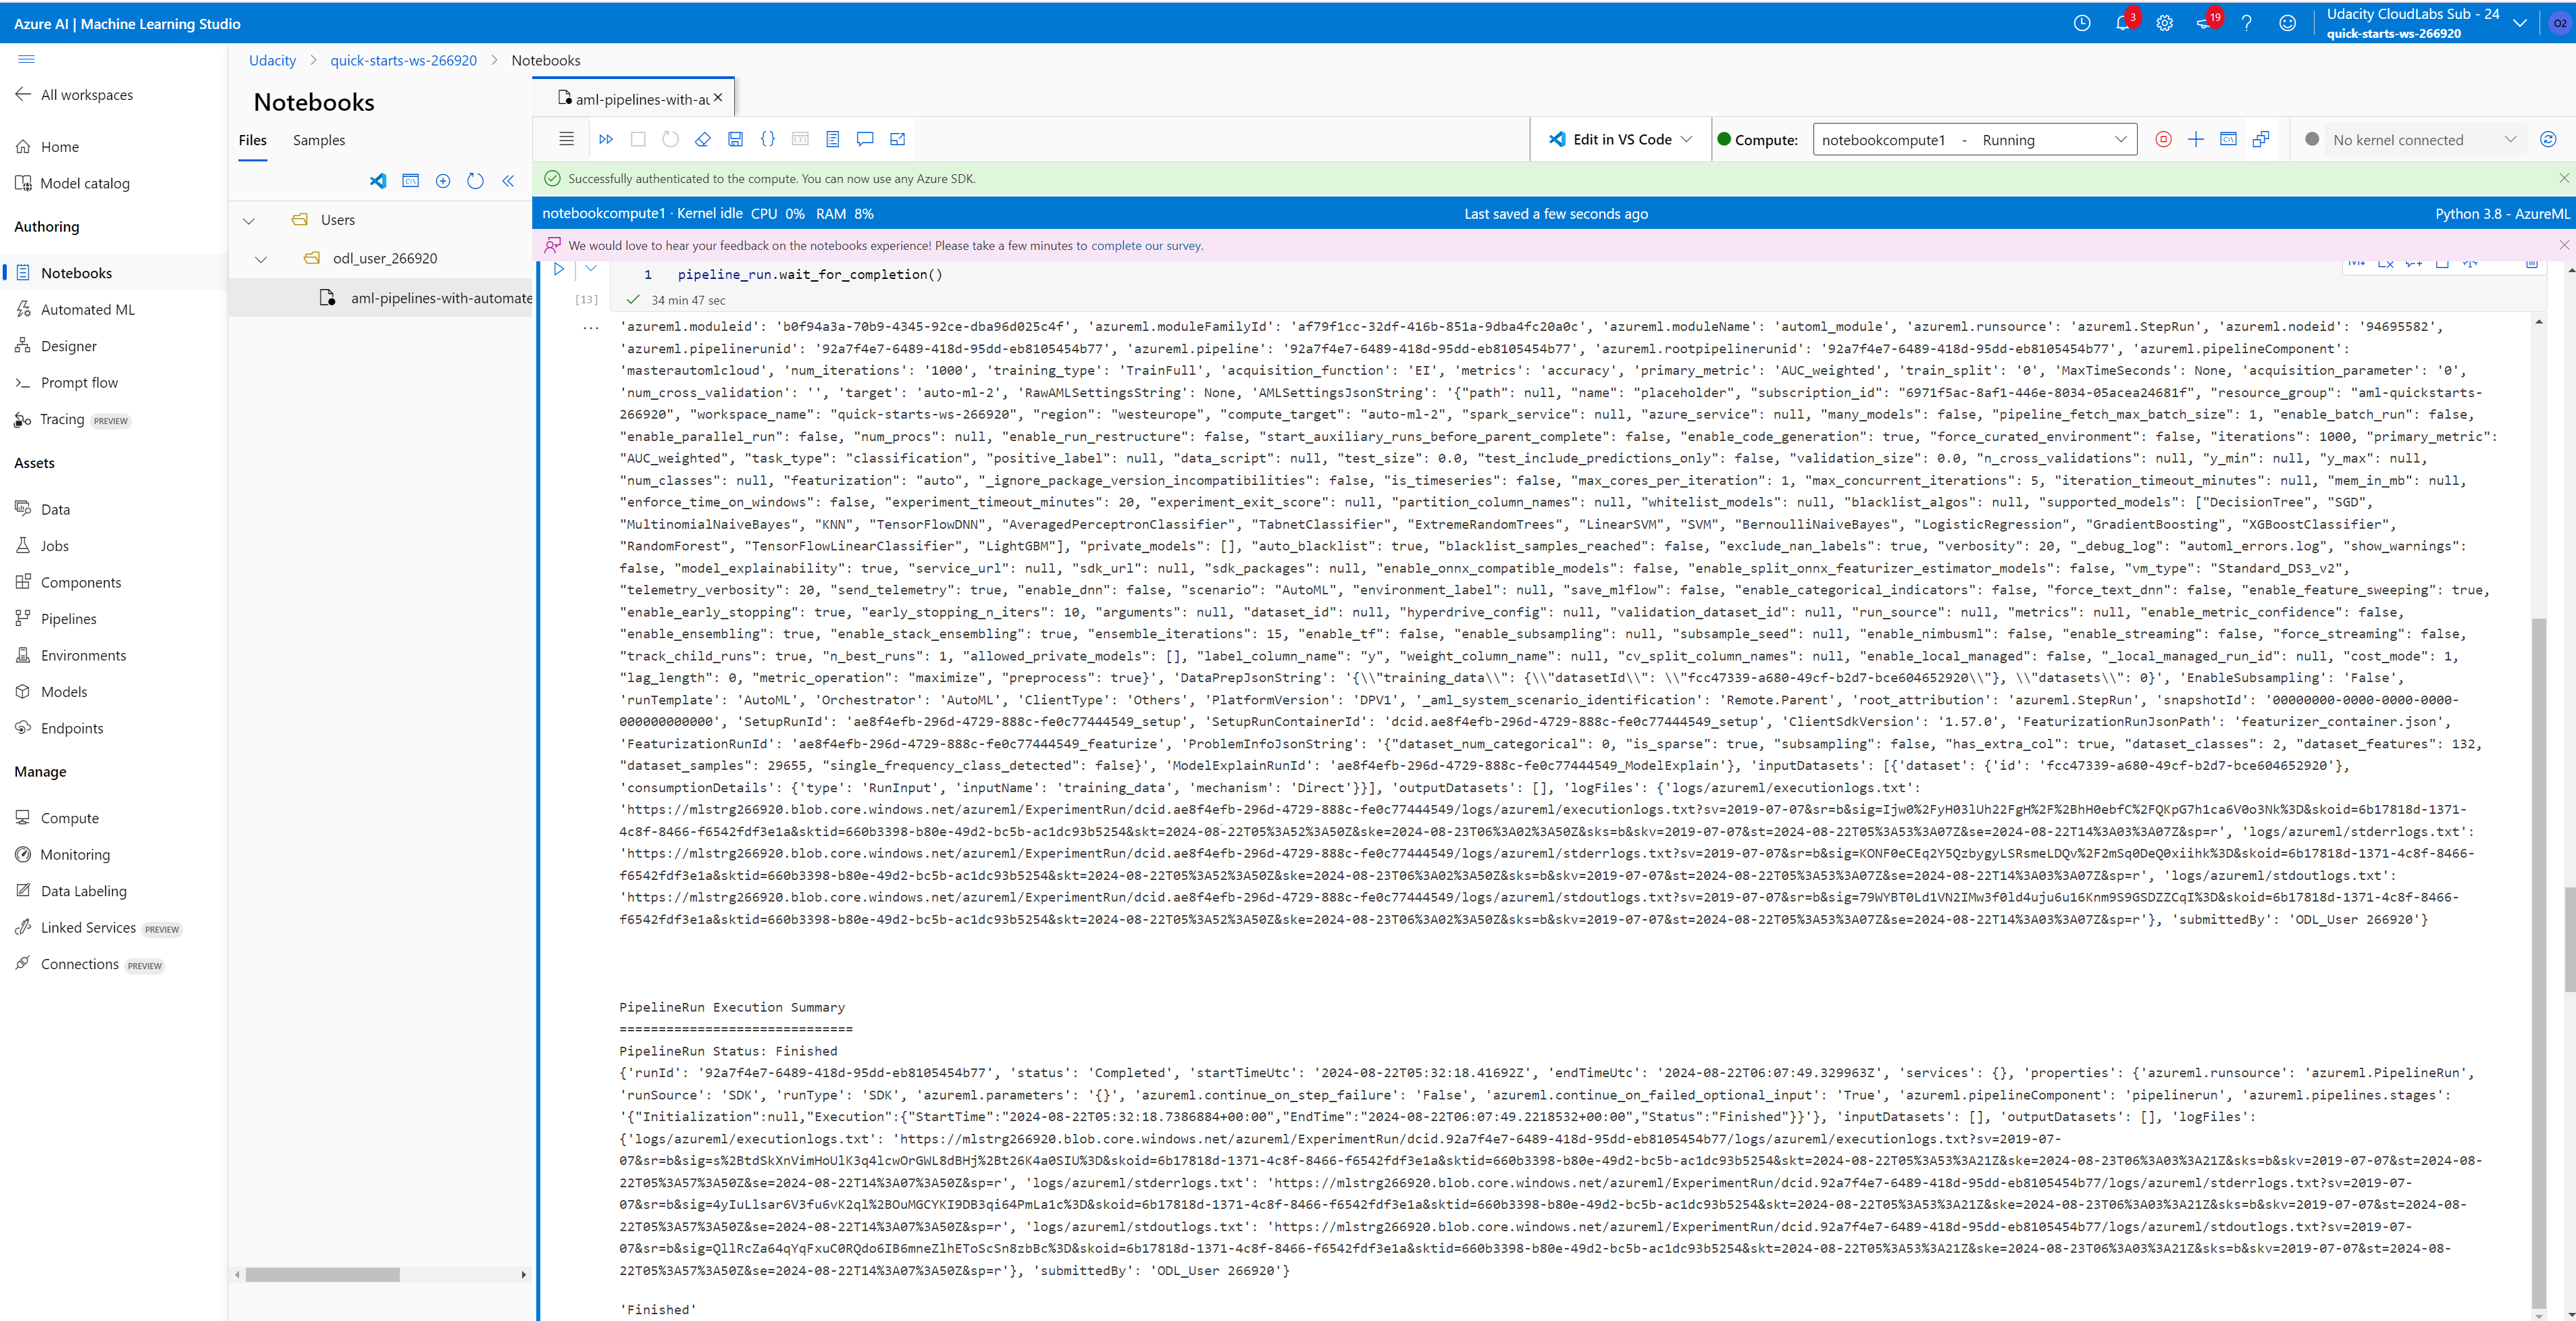 Azure AI | Machine Learning Studio
3
19
Udacity CloudLabs Sub - 24
quick-starts-ws-266920
O2
All workspaces
Home
Model catalog
Authoring
Notebooks
Automated ML
Designer
Prompt flow
Tracing PREVIEW
Assets
Data
Jobs
Components
Pipelines
Environments
Models
Endpoints
Manage
Compute
Monitoring
Data Labeling
Linked Services PREVIEW
Connections PREVIEW
Udacity > quick-starts-ws-266920 > Notebooks
Notebooks
Files Samples
Users
odl_user_266920
aml-pipelines-with-automate
aml-pipelines-with-au
Edit in VS Code
Compute: notebookcompute1 - Running
No kernel connected
Successfully authenticated to the compute. You can now use any Azure SDK.
notebookcompute1 · Kernel idle CPU 0% RAM 8% Last saved a few seconds ago Python 3.8 - AzureML
We would love to hear your feedback on the notebooks experience! Please take a few minutes to complete our survey.
1 pipeline_run.wait_for_completion()
[13] 34 min 47 sec
...
'azureml.moduleid': 'b0f94a3a-70b9-4345-92ce-dba96d025c4f', 'azureml.moduleFamilyId': 'af79f1cc-32df-416b-851a-9dba4fc20a0c', 'azureml.moduleName': 'automl_module', 'azureml.runsource': 'azureml.StepRun', 'azureml.nodeid': '94695582',
'azureml.pipelinerunid': '92a7f4e7-6489-418d-95dd-eb8105454b77', 'azureml.pipeline': '92a7f4e7-6489-418d-95dd-eb8105454b77', 'azureml.rootpipelinerunid': '92a7f4e7-6489-418d-95dd-eb8105454b77', 'azureml.pipelineComponent':
'masterautomlcloud', 'num_iterations': '1000', 'training_type': 'TrainFull', 'acquisition_function': 'EI', 'metrics': 'accuracy', 'primary_metric': 'AUC_weighted', 'train_split': '0', 'MaxTimeSeconds': None, 'acquisition_parameter': '0',
'num_cross_validation': '', 'target': 'auto-ml-2', 'RawAMLSettingsString': None, 'AMLSettingsJsonString': '{"path": null, "name": "placeholder", "subscription_id": "6971f5ac-8af1-446e-8034-05acea24681f", "resource_group": "aml-quickstarts-
266920", "workspace_name": "quick-starts-ws-266920", "region": "westeurope", "compute_target": "auto-ml-2", "spark_service": null, "azure_service": null, "many_models": false, "pipeline_fetch_max_batch_size": 1, "enable_batch_run": false,
"enable_parallel_run": false, "num_procs": null, "enable_run_restructure": false, "start_auxiliary_runs_before_parent_complete": false, "enable_code_generation": true, "force_curated_environment": false, "iterations": 1000, "primary_metric":
"AUC_weighted", "task_type": "classification", "positive_label": null, "data_script": null, "test_size": 0.0, "test_include_predictions_only": false, "validation_size": 0.0, "n_cross_validations": null, "y_min": null, "y_max": null,
"num_classes": null, "featurization": "auto", "_ignore_package_version_incompatibilities": false, "is_timeseries": false, "max_cores_per_iteration": 1, "max_concurrent_iterations": 5, "iteration_timeout_minutes": null, "mem_in_mb": null,
"enforce_time_on_windows": false, "experiment_timeout_minutes": 20, "experiment_exit_score": null, "partition_column_names": null, "whitelist_models": null, "blacklist_algos": null, "supported_models": ["DecisionTree", "SGD",
"MultinomialNaiveBayes", "KNN", "TensorFlowDNN", "AveragedPerceptronClassifier", "TabnetClassifier", "ExtremeRandomTrees", "LinearSVM", "SVM", "BernoulliNaiveBayes", "LogisticRegression", "GradientBoosting", "XGBoostClassifier",
"RandomForest", "TensorFlowLinearClassifier", "LightGBM"], "private_models": [], "auto_blacklist": true, "blacklist_samples_reached": false, "exclude_nan_labels": true, "verbosity": 20, "_debug_log": "automl_errors.log", "show_warnings":
false, "model_explainability": true, "service_url": null, "sdk_url": null, "sdk_packages": null, "enable_onnx_compatible_models": false, "enable_split_onnx_featurizer_estimator_models": false, "vm_type": "Standard_DS3_v2",
"telemetry_verbosity": 20, "send_telemetry": true, "enable_dnn": false, "scenario": "AutoML", "environment_label": null, "save_mlflow": false, "enable_categorical_indicators": false, "force_text_dnn": false, "enable_feature_sweeping": true,
"enable_early_stopping": true, "early_stopping_n_iters": 10, "arguments": null, "dataset_id": null, "hyperdrive_config": null, "validation_dataset_id": null, "run_source": null, "metrics": null, "enable_metric_confidence": false,
"enable_ensembling": true, "enable_stack_ensembling": true, "ensemble_iterations": 15, "enable_tf": false, "enable_subsampling": null, "subsample_seed": null, "enable_nimbusml": false, "enable_streaming": false, "force_streaming": false,
"track_child_runs": true, "n_best_runs": 1, "allowed_private_models": [], "label_column_name": "y", "weight_column_name": null, "cv_split_column_names": null, "enable_local_managed": false, "_local_managed_run_id": null, "cost_mode": 1,
"lag_length": 0, "metric_operation": "maximize", "preprocess": true}', 'DataPrepJsonString': '{\\"training_data\\": {\\"datasetId\\": \\"fcc47339-a680-49cf-b2d7-bce604652920\\"}, \\"datasets\\": 0}', 'EnableSubsampling': 'False',
'runTemplate': 'AutoML', 'Orchestrator': 'AutoML', 'ClientType': 'Others', 'PlatformVersion': 'DPV1', '_aml_system_scenario_identification': 'Remote.Parent', 'root_attribution': 'azureml.StepRun', 'snapshotId': '00000000-0000-0000-0000-
000000000000', 'SetupRunId': 'ae8f4efb-296d-4729-888c-fe0c77444549_setup', 'SetupRunContainerId': 'dcid.ae8f4efb-296d-4729-888c-fe0c77444549_setup', 'ClientSdkVersion': '1.57.0', 'FeaturizationRunJsonPath': 'featurizer_container.json',
'FeaturizationRunId': 'ae8f4efb-296d-4729-888c-fe0c77444549_featurize', 'ProblemInfoJsonString': '{"dataset_num_categorical": 0, "is_sparse": true, "subsampling": false, "has_extra_col": true, "dataset_classes": 2, "dataset_features": 132,
"dataset_samples": 29655, "single_frequency_class_detected": false}', 'ModelExplainRunId': 'ae8f4efb-296d-4729-888c-fe0c77444549_ModelExplain'}, 'inputDatasets': [{'dataset': {'id': 'fcc47339-a680-49cf-b2d7-bce604652920'},
'consumptionDetails': {'type': 'RunInput', 'inputName': 'training_data', 'mechanism': 'Direct'}}], 'outputDatasets': [], 'logFiles': {'logs/azureml/executionlogs.txt':
'https://mlstrg266920.blob.core.windows.net/azureml/ExperimentRun/dcid.ae8f4efb-296d-4729-888c-fe0c77444549/logs/azureml/executionlogs.txt?sv=2019-07-07&sr=b&sig=Ijw0%2FyH03lUh22FgH%2F%2BhH0ebfC%2FQKpG7h1ca6V0o3Nk%3D&skoid=6b17818d-1371-
4c8f-8466-f6542fdf3e1a&sktid=660b3398-b80e-49d2-bc5b-ac1dc93b5254&skt=2024-08-22T05%3A52%3A50Z&ske=2024-08-23T06%3A02%3A50Z&sks=b&skv=2019-07-07&st=2024-08-22T05%3A53%3A07Z&se=2024-08-22T14%3A03%3A07Z&sp=r', 'logs/azureml/stderrlogs.txt':
'https://mlstrg266920.blob.core.windows.net/azureml/ExperimentRun/dcid.ae8f4efb-296d-4729-888c-fe0c77444549/logs/azureml/stderrlogs.txt?sv=2019-07-07&sr=b&sig=KONF0eCEq2Y5QzbygyLSRsmeLDQv%2F2mSq0DeQ0xiihk%3D&skoid=6b17818d-1371-4c8f-8466-
f6542fdf3e1a&sktid=660b3398-b80e-49d2-bc5b-ac1dc93b5254&skt=2024-08-22T05%3A52%3A50Z&ske=2024-08-23T06%3A02%3A50Z&sks=b&skv=2019-07-07&st=2024-08-22T05%3A53%3A07Z&se=2024-08-22T14%3A03%3A07Z&sp=r', 'logs/azureml/stdoutlogs.txt':
'https://mlstrg266920.blob.core.windows.net/azureml/ExperimentRun/dcid.ae8f4efb-296d-4729-888c-fe0c77444549/logs/azureml/stdoutlogs.txt?sv=2019-07-07&sr=b&sig=79WYBT0Ld1VN2IMw3f0ld4uju6u16Knm9S9GSDZZCqI%3D&skoid=6b17818d-1371-4c8f-8466-
f6542fdf3e1a&sktid=660b3398-b80e-49d2-bc5b-ac1dc93b5254&skt=2024-08-22T05%3A52%3A50Z&ske=2024-08-23T06%3A02%3A50Z&sks=b&skv=2019-07-07&st=2024-08-22T05%3A53%3A07Z&se=2024-08-22T14%3A03%3A07Z&sp=r'}, 'submittedBy': 'ODL_User 266920'}
PipelineRun Execution Summary
==============================
PipelineRun Status: Finished
{'runId': '92a7f4e7-6489-418d-95dd-eb8105454b77', 'status': 'Completed', 'startTimeUtc': '2024-08-22T05:32:18.41692Z', 'endTimeUtc': '2024-08-22T06:07:49.329963Z', 'services': {}, 'properties': {'azureml.runsource': 'azureml.PipelineRun',
'runSource': 'SDK', 'runType': 'SDK', 'azureml.parameters': '{}', 'azureml.continue_on_step_failure': 'False', 'azureml.continue_on_failed_optional_input': 'True', 'azureml.pipelineComponent': 'pipelinerun', 'azureml.pipelines.stages':
'{"Initialization":null,"Execution":{"StartTime":"2024-08-22T05:32:18.7386884+00:00","EndTime":"2024-08-22T06:07:49.2218532+00:00","Status":"Finished"}}'}, 'inputDatasets': [], 'outputDatasets': [], 'logFiles':
{'logs/azureml/executionlogs.txt': 'https://mlstrg266920.blob.core.windows.net/azureml/ExperimentRun/dcid.92a7f4e7-6489-418d-95dd-eb8105454b77/logs/azureml/executionlogs.txt?sv=2019-07-
07&sr=b&sig=s%2BtdSkXnVimHoUlK3q4lcwOrGWL8dBHj%2Bt26K4a0SIU%3D&skoid=6b17818d-1371-4c8f-8466-f6542fdf3e1a&sktid=660b3398-b80e-49d2-bc5b-ac1dc93b5254&skt=2024-08-22T05%3A53%3A21Z&ske=2024-08-23T06%3A03%3A21Z&sks=b&skv=2019-07-07&st=2024-08-
22T05%3A57%3A50Z&se=2024-08-22T14%3A07%3A50Z&sp=r', 'logs/azureml/stderrlogs.txt': 'https://mlstrg266920.blob.core.windows.net/azureml/ExperimentRun/dcid.92a7f4e7-6489-418d-95dd-eb8105454b77/logs/azureml/stderrlogs.txt?sv=2019-07-
07&sr=b&sig=4yIuLlsar6V3fu6vK2ql%2BOuMGCYKI9DB3qi64PmLa1c%3D&skoid=6b17818d-1371-4c8f-8466-f6542fdf3e1a&sktid=660b3398-b80e-49d2-bc5b-ac1dc93b5254&skt=2024-08-22T05%3A53%3A21Z&ske=2024-08-23T06%3A03%3A21Z&sks=b&skv=2019-07-07&st=2024-08-
22T05%3A57%3A50Z&se=2024-08-22T14%3A07%3A50Z&sp=r', 'logs/azureml/stdoutlogs.txt': 'https://mlstrg266920.blob.core.windows.net/azureml/ExperimentRun/dcid.92a7f4e7-6489-418d-95dd-eb8105454b77/logs/azureml/stdoutlogs.txt?sv=2019-07-
07&sr=b&sig=QllRcZa64qYqFxuC0RQdo6IB6mneZlhEToScSn8zbBc%3D&skoid=6b17818d-1371-4c8f-8466-f6542fdf3e1a&sktid=660b3398-b80e-49d2-bc5b-ac1dc93b5254&skt=2024-08-22T05%3A53%3A21Z&ske=2024-08-23T06%3A03%3A21Z&sks=b&skv=2019-07-07&st=2024-08-
22T05%3A57%3A50Z&se=2024-08-22T14%3A07%3A50Z&sp=r'}, 'submittedBy': 'ODL_User 266920'}
'Finished'